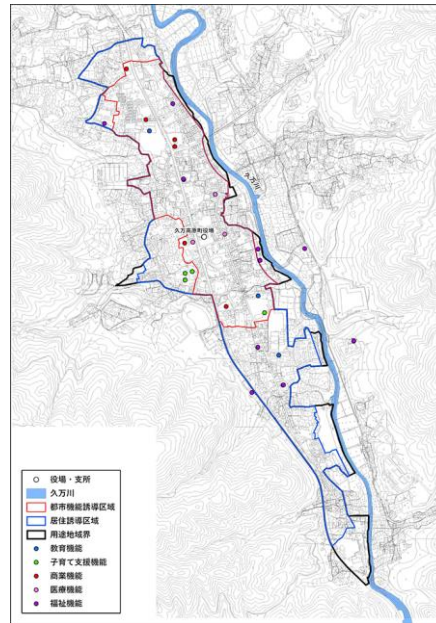 久万川
久万高原町役場
役場・支所
久万川
都市機能誘導区域
居住誘導区域
用途地域界
教育機能
子育て支援機能
商業機能
医療機能
福祉機能